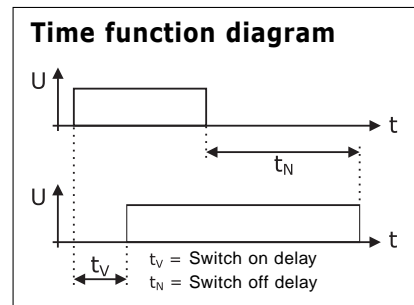 Time function diagram
U
t
tN
U
t
tV
tV = Switch on delay
tN = Switch off delay